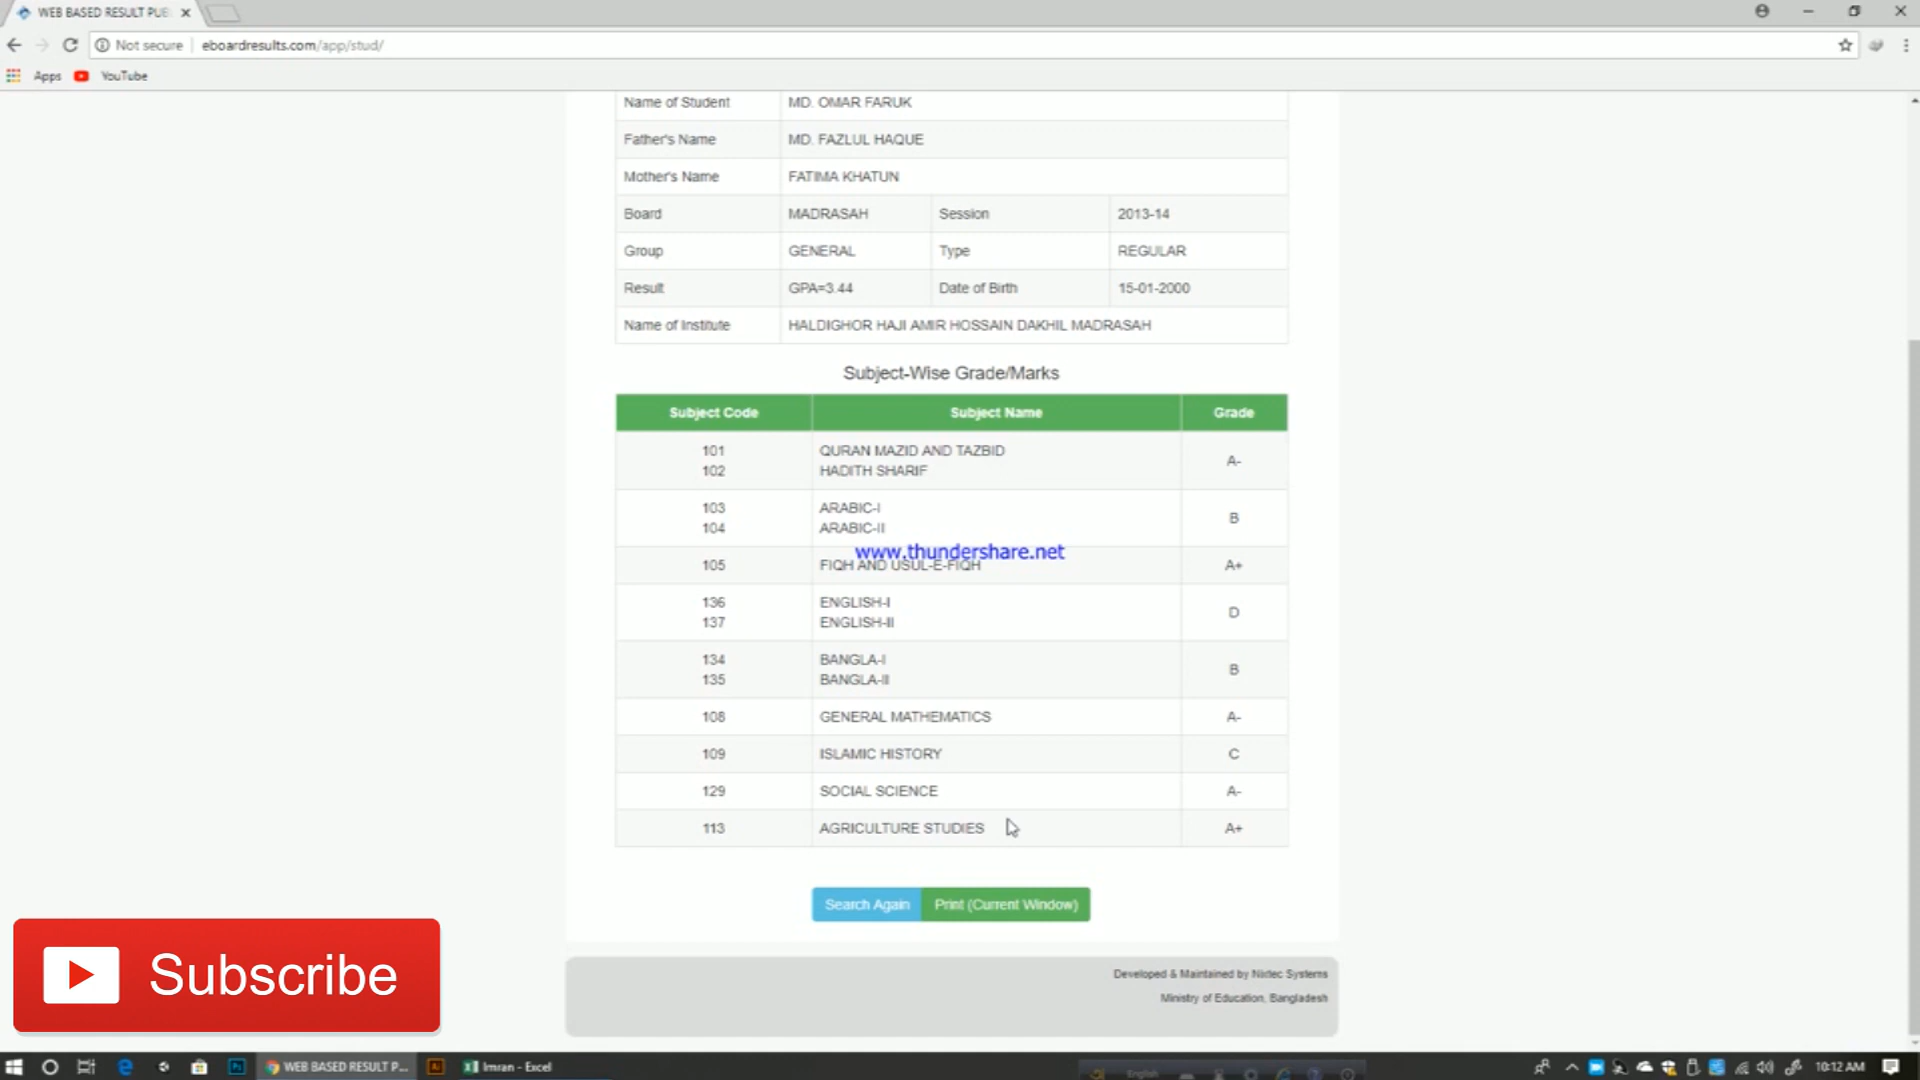 WEB BASED RESULT PUB
Not secure eboardresults.com/app/stud/
Apps YouTube
Name of Student MD. OMAR FARUK
Father's Name MD. FAZLUL HAQUE
Mother's Name FATIMA KHATUN
Board MADRASAH Session 2013-14
Group GENERAL Type REGULAR
Result GPA=3.44 Date of Birth 15-01-2000
Name of Institute HALDIGHOR HAJI AMIR HOSSAIN DAKHIL MADRASAH
Subject-Wise Grade/Marks
Subject Code Subject Name Grade
101 QURAN MAZID AND TAZBID
102 HADITH SHARIF
A-
103 ARABIC-I
104 ARABIC-II
B
www.thundershare.net
105 FIQH AND USUL-E-FIQH A+
136 ENGLISH-I
137 ENGLISH-II
D
134 BANGLA-I
135 BANGLA-II
B
108 GENERAL MATHEMATICS A-
109 ISLAMIC HISTORY C
129 SOCIAL SCIENCE A-
113 AGRICULTURE STUDIES A+
Search Again Print (Current Window)
Subscribe
Developed & Maintained by Nixtec Systems
Ministry of Education, Bangladesh
WEB BASED RESULT P... Imran - Excel English 10:12 AM